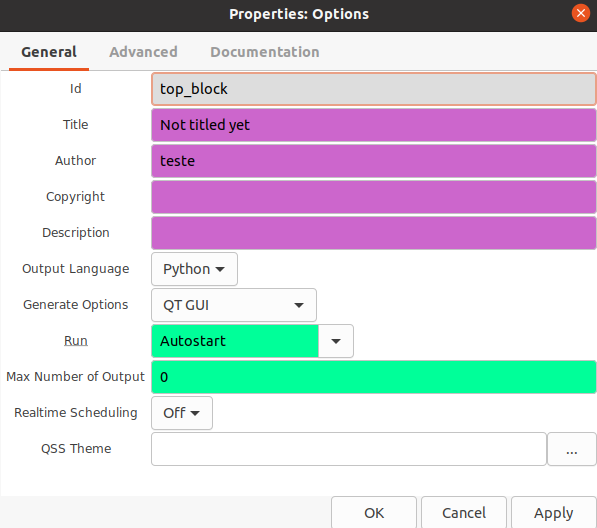 Properties: Options
General Advanced Documentation
Id top_block
Title Not titled yet
Author teste
Copyright
Description
Output Language Python
Generate Options QT GUI
Run Autostart
Max Number of Output 0
Realtime Scheduling Off
QSS Theme ...
OK Cancel Apply